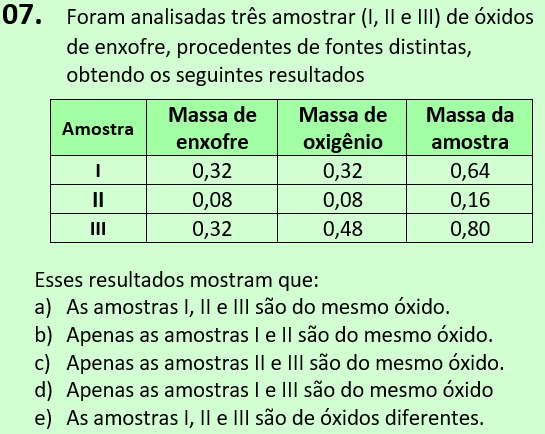 07. Foram analisadas três amostrar (I, II e III) de óxidos
de enxofre, procedentes de fontes distintas,
obtendo os seguintes resultados
Amostra Massa de enxofre Massa de oxigênio Massa da amostra
I 0,32 0,32 0,64
II 0,08 0,08 0,16
III 0,32 0,48 0,80
Esses resultados mostram que:
a) As amostras I, II e III são do mesmo óxido.
b) Apenas as amostras I e II são do mesmo óxido.
c) Apenas as amostras II e III são do mesmo óxido.
d) Apenas as amostras I e III são do mesmo óxido
e) As amostras I, II e III são de óxidos diferentes.